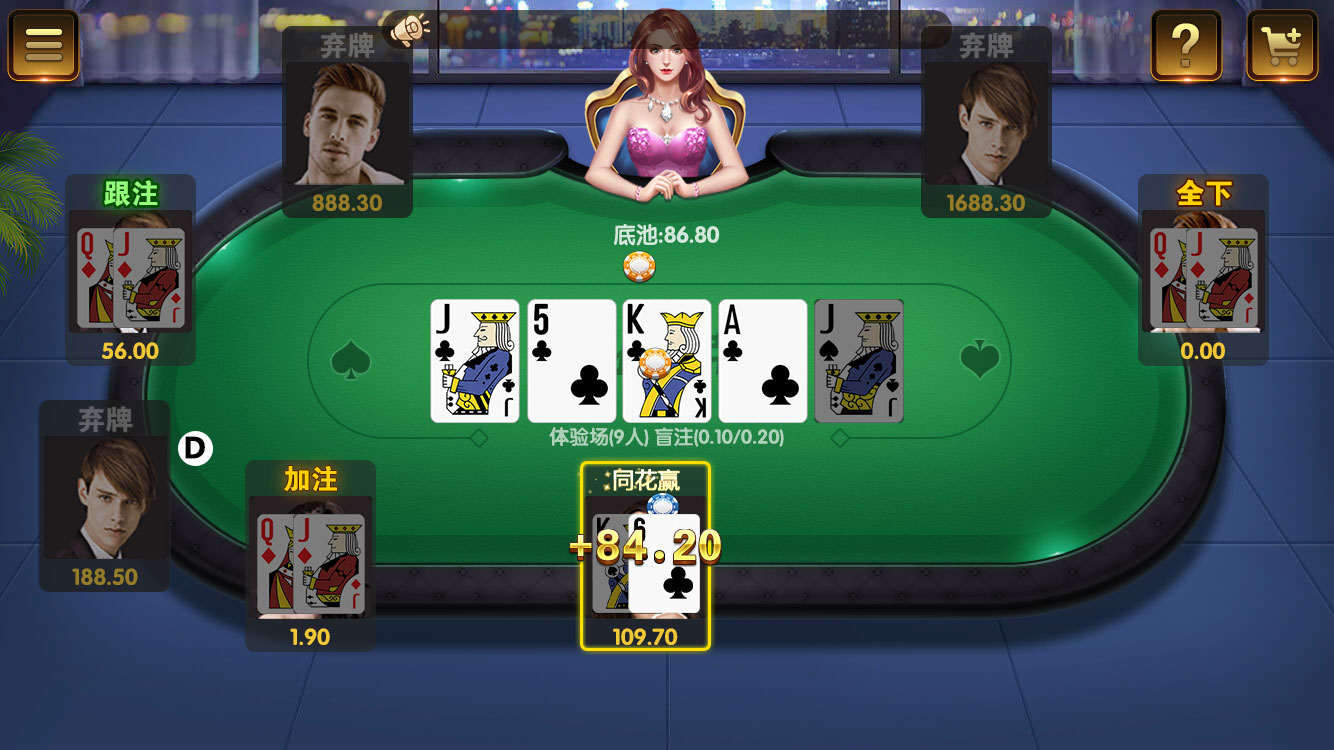 弃牌
弃牌
?
888.30
1688.30
跟注
全下
Q J
J
56.00
Q J
J
0.00
底池:86.80
J 5 K A J
J K J
体验场(9人) 盲注(0.10/0.20)
弃牌
188.50
D
加注
Q J
J
1.90
同花赢
K 6
+84.20
109.70